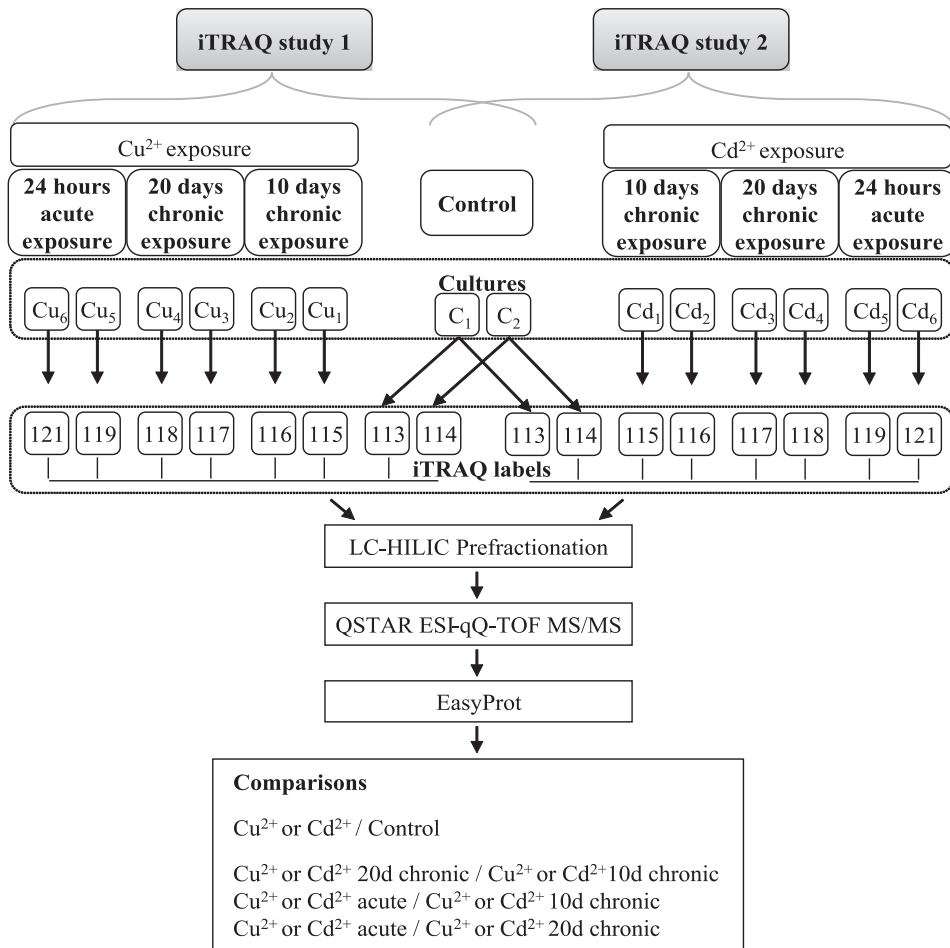 iTRAQ study 1 iTRAQ study 2
Cu²⁺ exposure Cd²⁺ exposure
24 hours acute exposure 20 days chronic exposure 10 days chronic exposure Control 10 days chronic exposure 20 days chronic exposure 24 hours acute exposure
Cultures
Cu₆ Cu₅ Cu₄ Cu₃ Cu₂ Cu₁ C₁ C₂ Cd₁ Cd₂ Cd₃ Cd₄ Cd₅ Cd₆
121 119 118 117 116 115 113 114 113 114 115 116 117 118 119 121
iTRAQ labels
LC-HILIC Prefractionation
QSTAR ESI-qQ-TOF MS/MS
EasyProt
Comparisons
Cu²⁺ or Cd²⁺ / Control
Cu²⁺ or Cd²⁺ 20d chronic / Cu²⁺ or Cd²⁺10d chronic
Cu²⁺ or Cd²⁺ acute / Cu²⁺ or Cd²⁺ 10d chronic
Cu²⁺ or Cd²⁺ acute / Cu²⁺ or Cd²⁺ 20d chronic